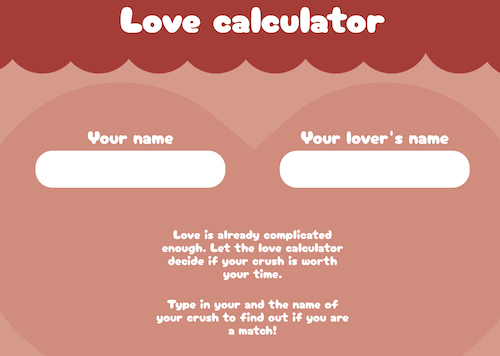 Love calculator
Your name
Your lover's name
Love is already complicated
enough. Let the love calculator
decide if your crush is worth
your time.
Type in your and the name of
your crush to find out if you are
a match!